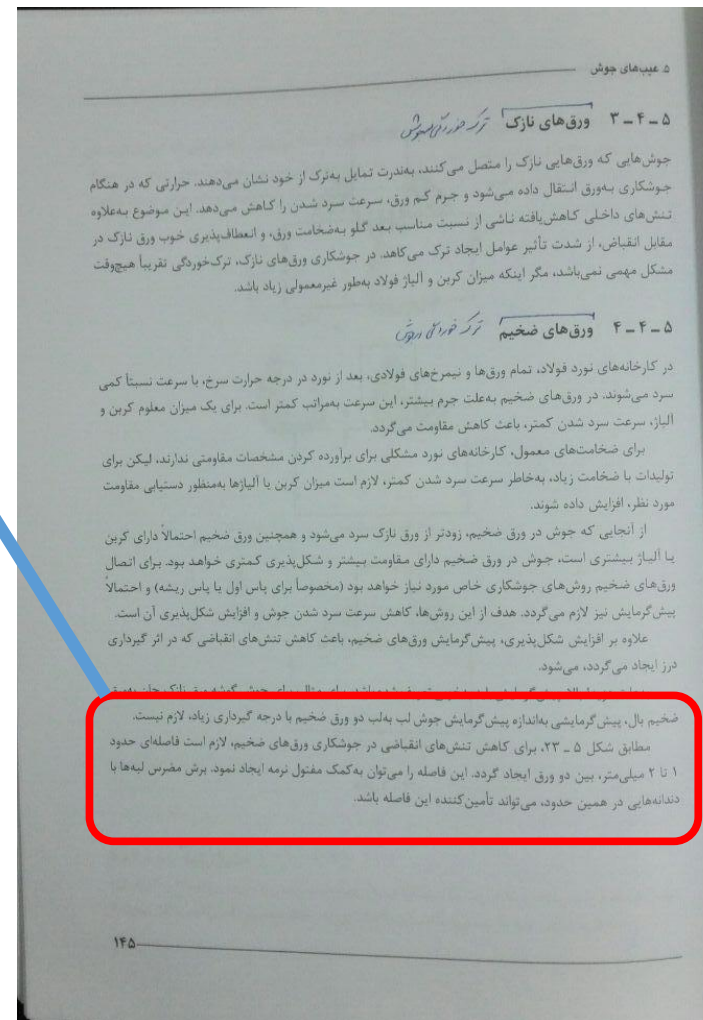 ۵ عیب‌های جوش
۵ ـ ۴ ـ ۳ ورق‌های نازک
جوش‌هایی که ورق‌هایی نازک را متصل می‌کنند، به‌ندرت تمایل به‌ترک از خود نشان می‌دهند. حرارتی که در هنگام
جوشکاری به‌ورق انتقال داده می‌شود و جرم کم ورق، سرعت سرد شدن را کاهش می‌دهد. این موضوع به‌علاوه
تنش‌های داخلی کاهش‌یافته ناشی از نسبت مناسب بعد گلو به‌ضخامت ورق، و انعطاف‌پذیری خوب ورق نازک در
مقابل انقباض، از شدت تأثیر عوامل ایجاد ترک می‌کاهد. در جوشکاری ورق‌های نازک، ترک‌خوردگی تقریباً هیچ‌وقت
مشکل مهمی نمی‌باشد، مگر اینکه میزان کربن و آلیاژ فولاد به‌طور غیرمعمولی زیاد باشد.
۵ ـ ۴ ـ ۴ ورق‌های ضخیم
در کارخانه‌های نورد فولاد، تمام ورق‌ها و نیمرخ‌های فولادی، بعد از نورد در درجه حرارت سرخ، با سرعت نسبتاً کمی
سرد می‌شوند. در ورق‌های ضخیم به‌علت جرم بیشتر، این سرعت به‌مراتب کمتر است. برای یک میزان معلوم کربن و
آلیاژ، سرعت سرد شدن کمتر، باعث کاهش مقاومت می‌گردد.
برای ضخامت‌های معمول، کارخانه‌های نورد مشکلی برای برآورده کردن مشخصات مقاومتی ندارند، لیکن برای
تولیدات با ضخامت زیاد، به‌خاطر سرعت سرد شدن کمتر، لازم است میزان کربن یا آلیاژها به‌منظور دستیابی مقاومت
مورد نظر، افزایش داده شوند.
از آنجایی که جوش در ورق ضخیم، زودتر از ورق نازک سرد می‌شود و همچنین ورق ضخیم احتمالاً دارای کربن
یا آلیاژ بیشتری است، جوش در ورق ضخیم دارای مقاومت بیشتر و شکل‌پذیری کمتری خواهد بود. برای اتصال
ورق‌های ضخیم روش‌های جوشکاری خاص مورد نیاز خواهد بود (مخصوصاً برای پاس اول یا پاس ریشه) و احتمالاً
پیش‌گرمایش نیز لازم می‌گردد. هدف از این روش‌ها، کاهش سرعت سرد شدن جوش و افزایش شکل‌پذیری آن است.
علاوه بر افزایش شکل‌پذیری، پیش‌گرمایش ورق‌های ضخیم، باعث کاهش تنش‌های انقباضی که در اثر گیرداری
درز ایجاد می‌گردد، می‌شود.
ضخیم بال، پیش‌گرمایشی به‌اندازه پیش‌گرمایش جوش لب به‌لب دو ورق ضخیم با درجه گیرداری زیاد، لازم نیست.
مطابق شکل ۵ ـ ۲۳، برای کاهش تنش‌های انقباضی در جوشکاری ورق‌های ضخیم، لازم است فاصله‌ای حدود
۱ تا ۲ میلی‌متر، بین دو ورق ایجاد گردد. این فاصله را می‌توان به‌کمک مفتول نرمه ایجاد نمود. برش مضرس لبه‌ها با
دندانه‌هایی در همین حدود، می‌تواند تأمین‌کننده این فاصله باشد.
۱۴۵